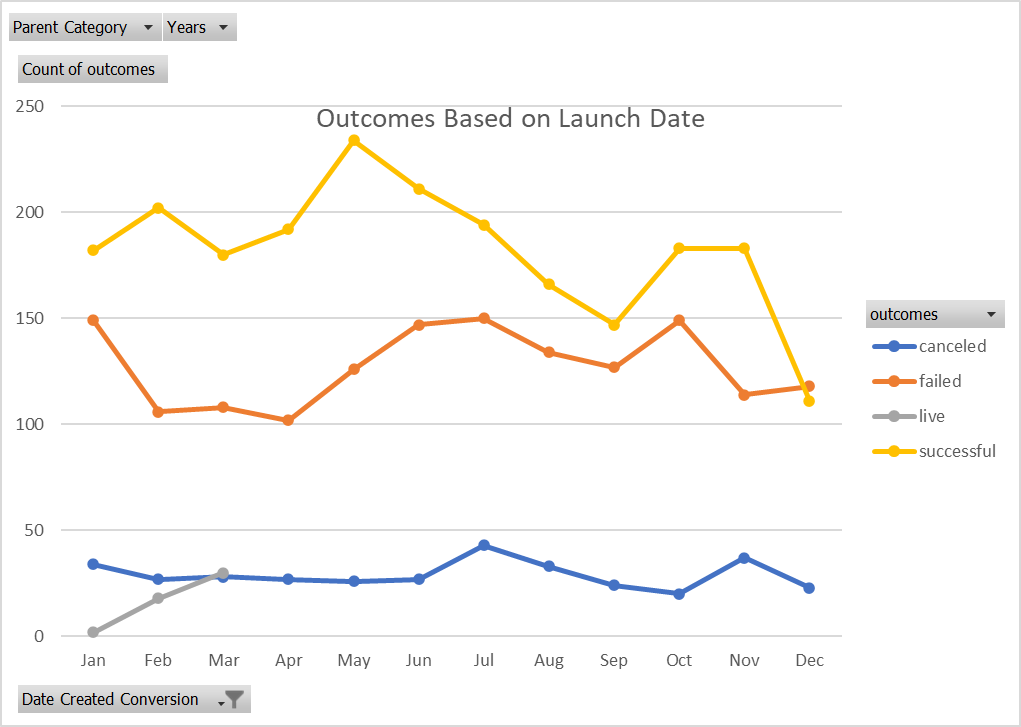 Parent Category Years
Count of outcomes
Outcomes Based on Launch Date
250
200
150
100
50
0
Jan Feb Mar Apr May Jun Jul Aug Sep Oct Nov Dec
outcomes
canceled
failed
live
successful
Date Created Conversion